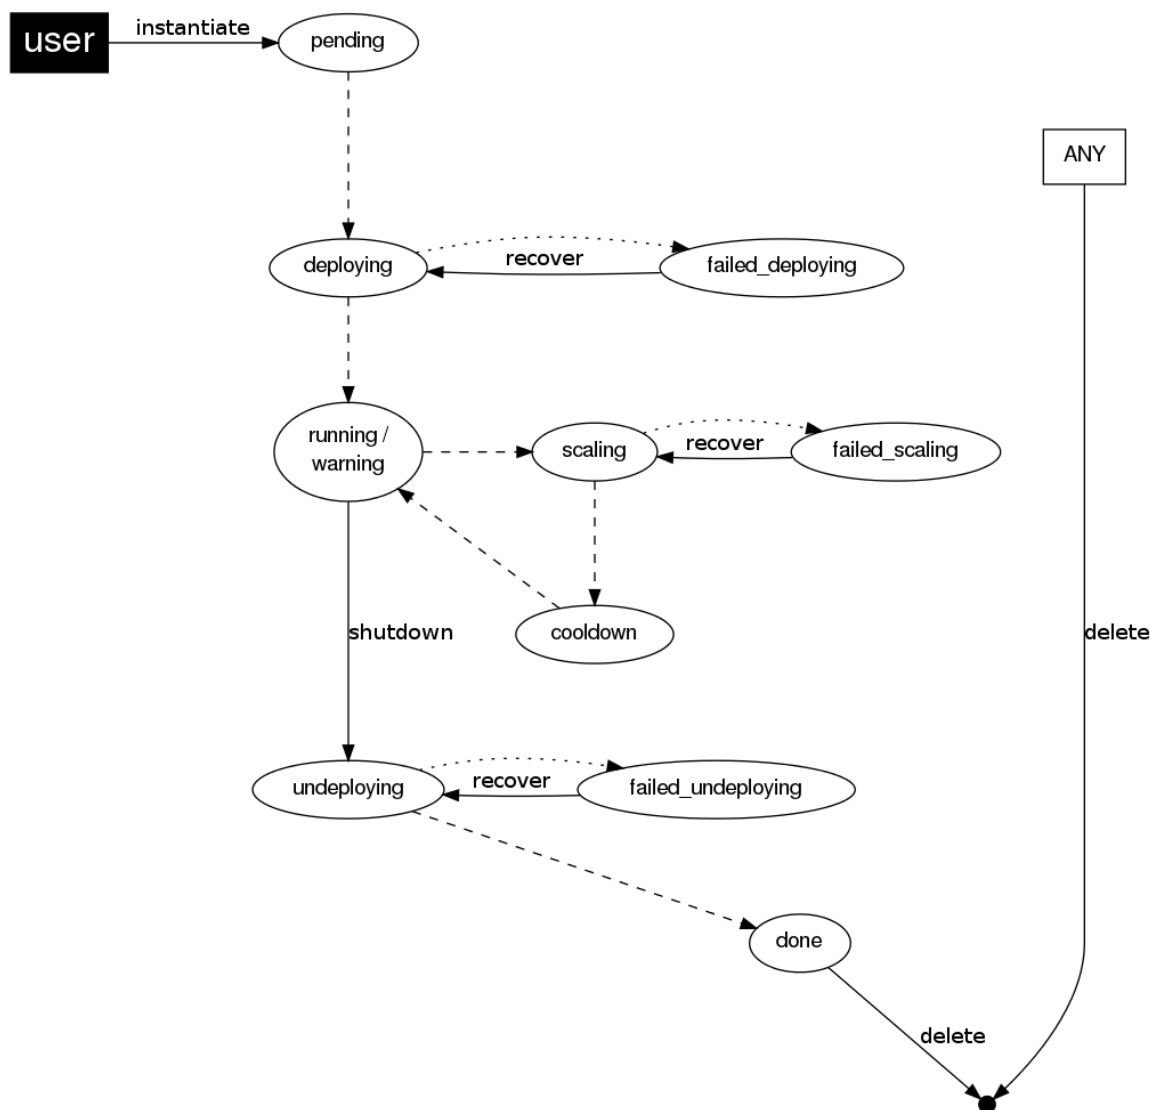 user
instantiate
pending
ANY
deploying
recover
failed_deploying
running /
warning
scaling
recover
failed_scaling
shutdown
cooldown
delete
undeploying
recover
failed_undeploying
done
delete